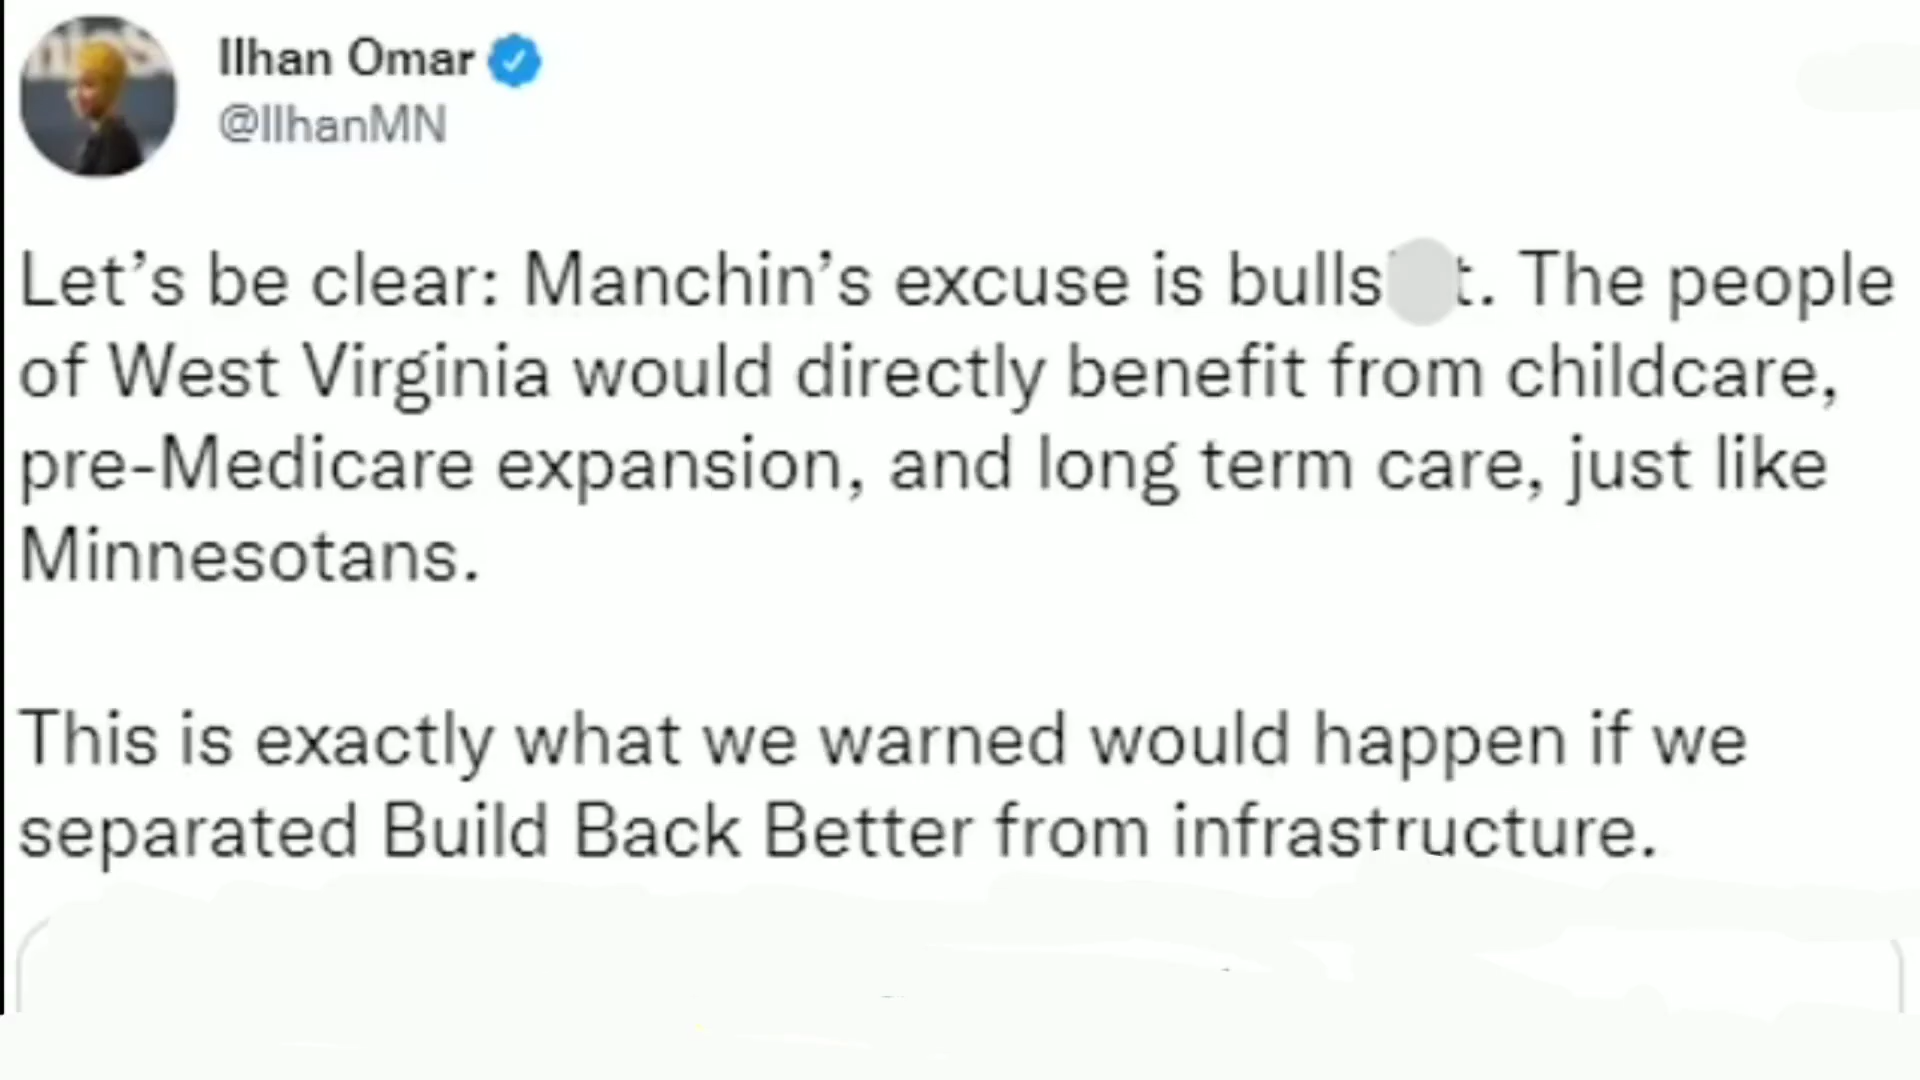 Ilhan Omar
@IlhanMN
Let's be clear: Manchin's excuse is bulls t. The people
of West Virginia would directly benefit from childcare,
pre-Medicare expansion, and long term care, just like
Minnesotans.
This is exactly what we warned would happen if we
separated Build Back Better from infrastructure.